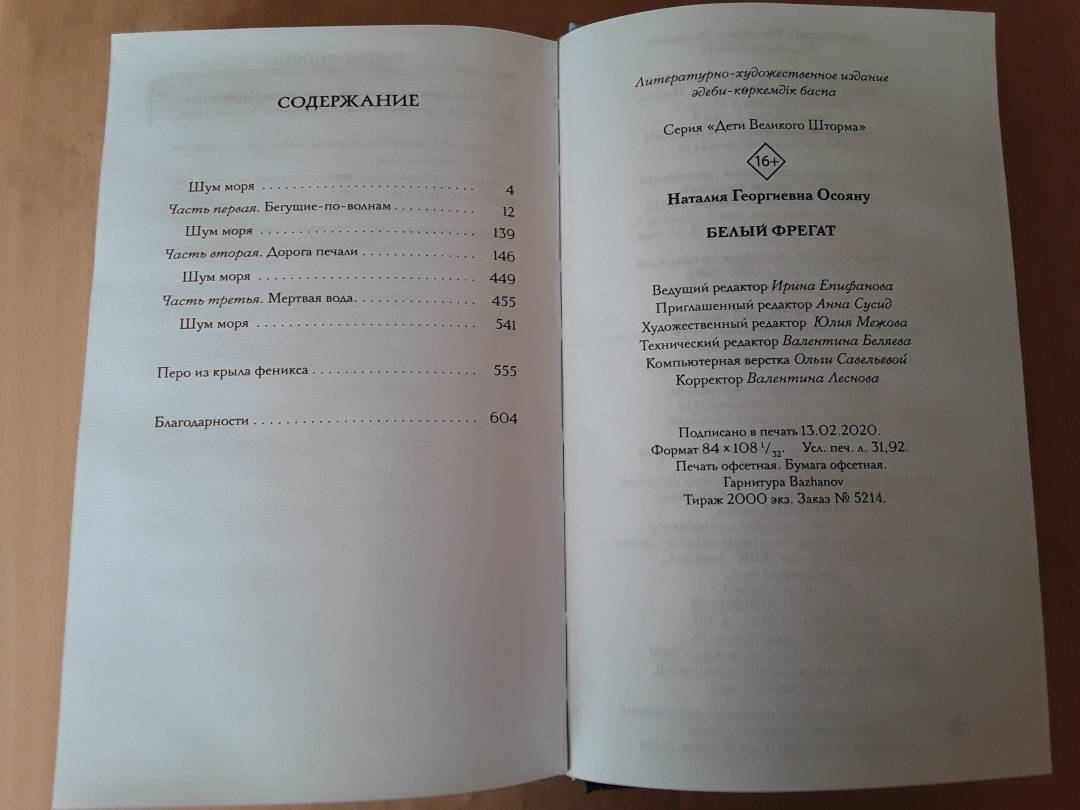 СОДЕРЖАНИЕ
Шум моря . . . . . . . . . . . . . . . . . . . . . . . . . . . . 4
Часть первая. Бегущие-по-волнам . . . . . . . . . . . 12
Шум моря . . . . . . . . . . . . . . . . . . . . . . . . . . . . 139
Часть вторая. Дорога печали . . . . . . . . . . . . . . . 146
Шум моря . . . . . . . . . . . . . . . . . . . . . . . . . . . . 449
Часть третья. Мертвая вода. . . . . . . . . . . . . . . . 455
Шум моря . . . . . . . . . . . . . . . . . . . . . . . . . . . . 541
Перо из крыла феникса . . . . . . . . . . . . . . . . . . . . . 555
Благодарности . . . . . . . . . . . . . . . . . . . . . . . . . . . . 604
Литературно-художественное издание
әдеби-көркемдік баспа
Серия «Дети Великого Шторма»
16+
Наталия Георгиевна Осояну
БЕЛЫЙ ФРЕГАТ
Ведущий редактор Ирина Епифанова
Приглашенный редактор Анна Сусид
Художественный редактор Юлия Межова
Технический редактор Валентина Беляева
Компьютерная верстка Ольги Савельевой
Корректор Валентина Леснова
Подписано в печать 13.02.2020.
Формат 84 × 108 1/32. Усл. печ. л. 31,92.
Печать офсетная. Бумага офсетная.
Гарнитура Bazhanov
Тираж 2000 экз. Заказ № 5214.